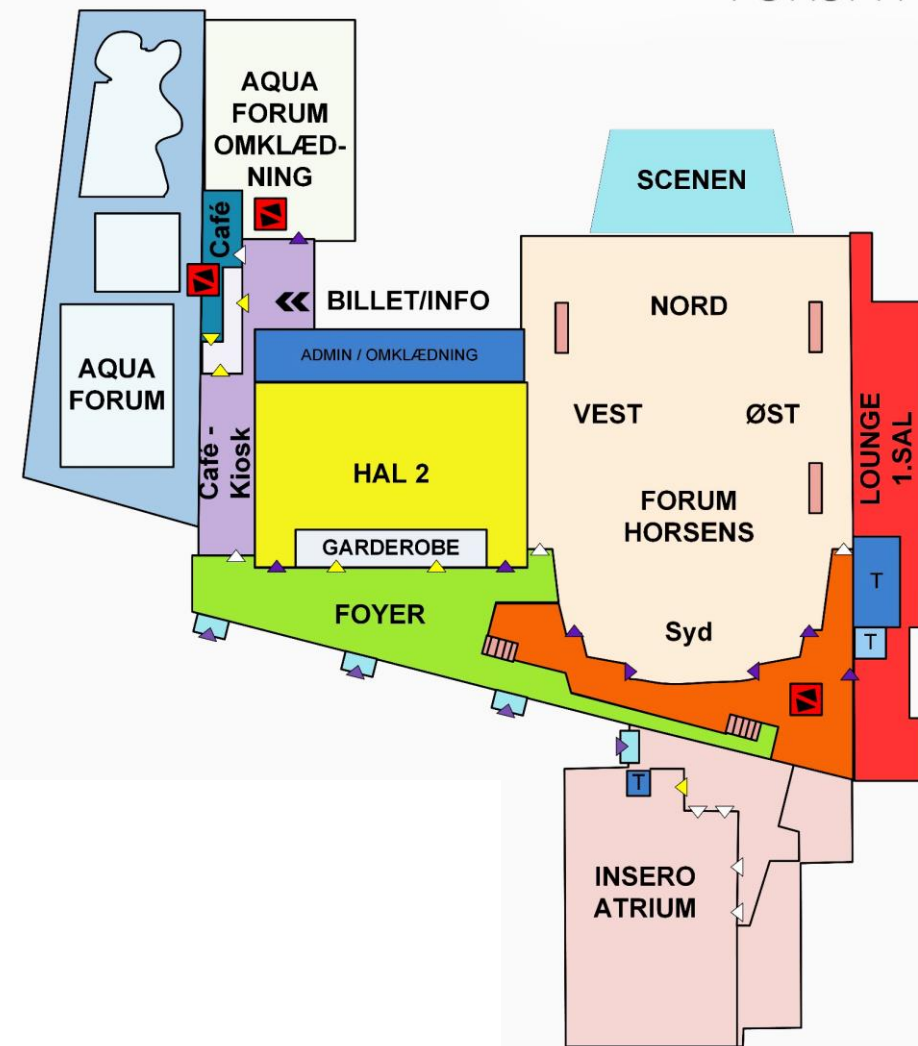 AQUA
FORUM
OMKLÆD-
NING
SCENEN
Café
BILLET/INFO
NORD
ADMIN / OMKLÆDNING
AQUA
FORUM
VEST
ØST
LOUNGE
1.SAL
Café -
Kiosk
HAL 2
FORUM
HORSENS
GARDEROBE
FOYER
Syd
T
T
T
INSERO
ATRIUM